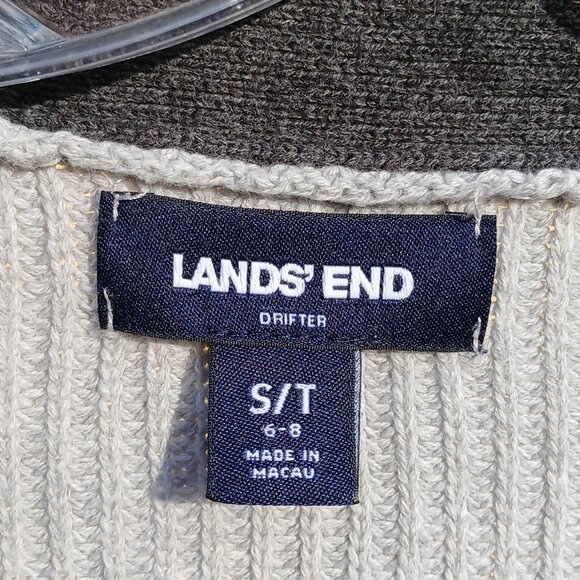 LANDS' END
DRIFTER
S/T
6-8
MADE IN
MACAU